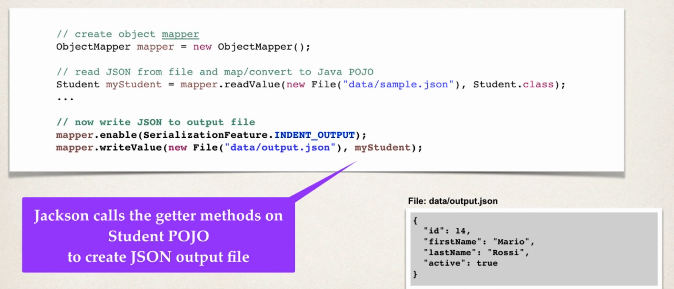 // create object mapper
ObjectMapper mapper = new ObjectMapper();
// read JSON from file and map/convert to Java POJO
Student myStudent = mapper.readValue(new File("data/sample.json"), Student.class);
...
// now write JSON to output file
mapper.enable(SerializationFeature.INDENT_OUTPUT);
mapper.writeValue(new File("data/output.json"), myStudent);
Jackson calls the getter methods on
Student POJO
to create JSON output file
File: data/output.json
{
"id": 14,
"firstName": "Mario",
"lastName": "Rossi",
"active": true
}